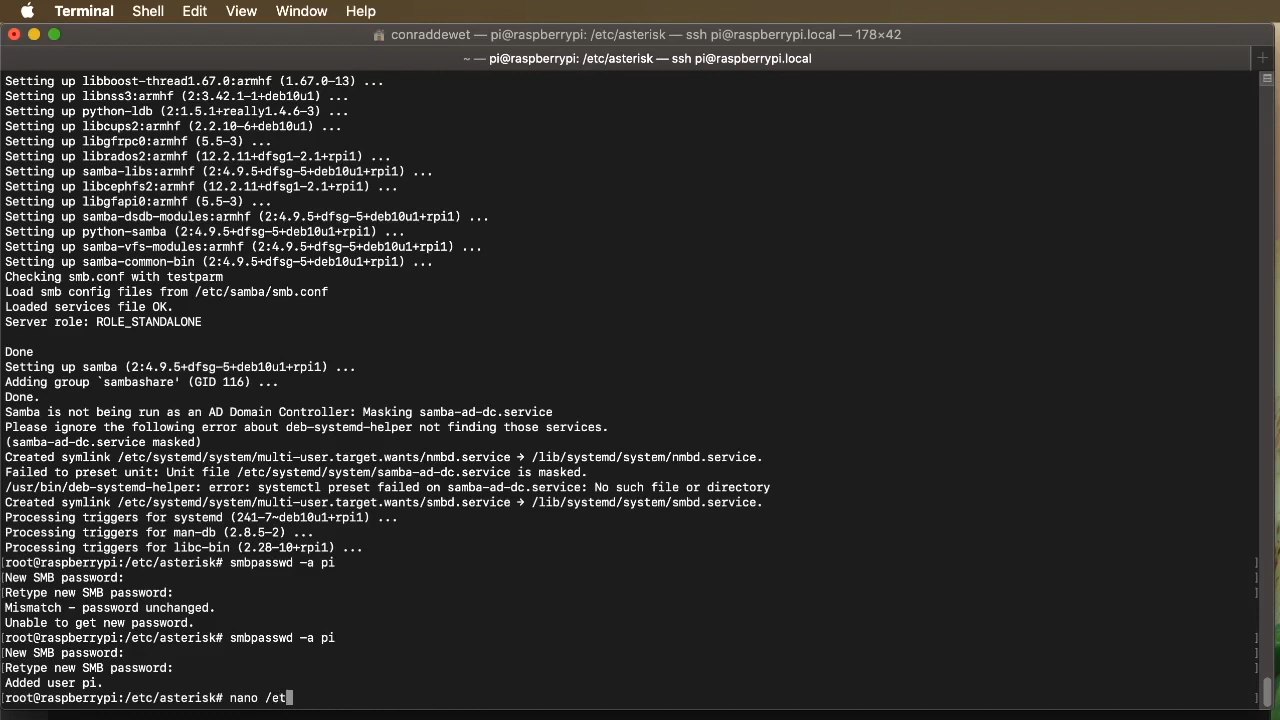 Terminal Shell Edit View Window Help
conraddewet — pi@raspberrypi: /etc/asterisk — ssh pi@raspberrypi.local — 178×42
~ — pi@raspberrypi: /etc/asterisk — ssh pi@raspberrypi.local
Setting up libboost-thread1.67.0:armhf (1.67.0-13) ...
Setting up libnss3:armhf (2:3.42.1-1+deb10u1) ...
Setting up python-ldb (2:1.5.1+really1.4.6-3) ...
Setting up libcups2:armhf (2.2.10-6+deb10u1) ...
Setting up libgfrpc0:armhf (5.5-3) ...
Setting up librados2:armhf (12.2.11+dfsg1-2.1+rpi1) ...
Setting up samba-libs:armhf (2:4.9.5+dfsg-5+deb10u1+rpi1) ...
Setting up libcephfs2:armhf (12.2.11+dfsg1-2.1+rpi1) ...
Setting up libgfapi0:armhf (5.5-3) ...
Setting up samba-dsdb-modules:armhf (2:4.9.5+dfsg-5+deb10u1+rpi1) ...
Setting up python-samba (2:4.9.5+dfsg-5+deb10u1+rpi1) ...
Setting up samba-vfs-modules:armhf (2:4.9.5+dfsg-5+deb10u1+rpi1) ...
Setting up samba-common-bin (2:4.9.5+dfsg-5+deb10u1+rpi1) ...
Checking smb.conf with testparm
Load smb config files from /etc/samba/smb.conf
Loaded services file OK.
Server role: ROLE_STANDALONE
Done
Setting up samba (2:4.9.5+dfsg-5+deb10u1+rpi1) ...
Adding group `sambashare' (GID 116) ...
Done.
Samba is not being run as an AD Domain Controller: Masking samba-ad-dc.service
Please ignore the following error about deb-systemd-helper not finding those services.
(samba-ad-dc.service masked)
Created symlink /etc/systemd/system/multi-user.target.wants/nmbd.service → /lib/systemd/system/nmbd.service.
Failed to preset unit: Unit file /etc/systemd/system/samba-ad-dc.service is masked.
/usr/bin/deb-systemd-helper: error: systemctl preset failed on samba-ad-dc.service: No such file or directory
Created symlink /etc/systemd/system/multi-user.target.wants/smbd.service → /lib/systemd/system/smbd.service.
Processing triggers for systemd (241-7~deb10u1+rpi1) ...
Processing triggers for man-db (2.8.5-2) ...
Processing triggers for libc-bin (2.28-10+rpi1) ...
[root@raspberrypi:/etc/asterisk# smbpasswd -a pi ]
[New SMB password: ]
[Retype new SMB password: ]
Mismatch - password unchanged.
Unable to get new password.
[root@raspberrypi:/etc/asterisk# smbpasswd -a pi ]
[New SMB password: ]
[Retype new SMB password: ]
Added user pi.
[root@raspberrypi:/etc/asterisk# nano /et ]